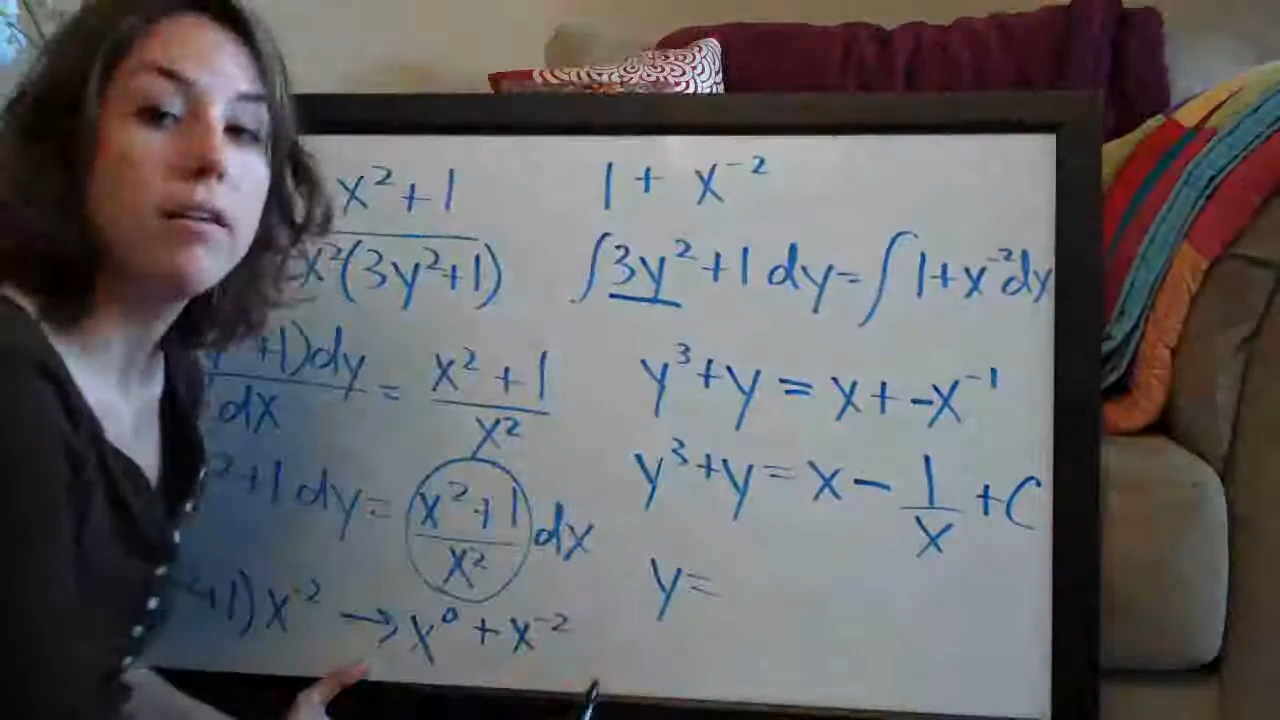 x² + 1
x²(3y²+1)
+1)dy
dx
= x² + 1
x²
² + 1 dy = x² + 1
x² dx
+1)x⁻² → x⁰ + x⁻²
1 + x⁻²
∫3y² + 1 dy = ∫1 + x⁻² dy
y³ + y = x + -x⁻¹
y³ + y = x - 1/x + C
y =